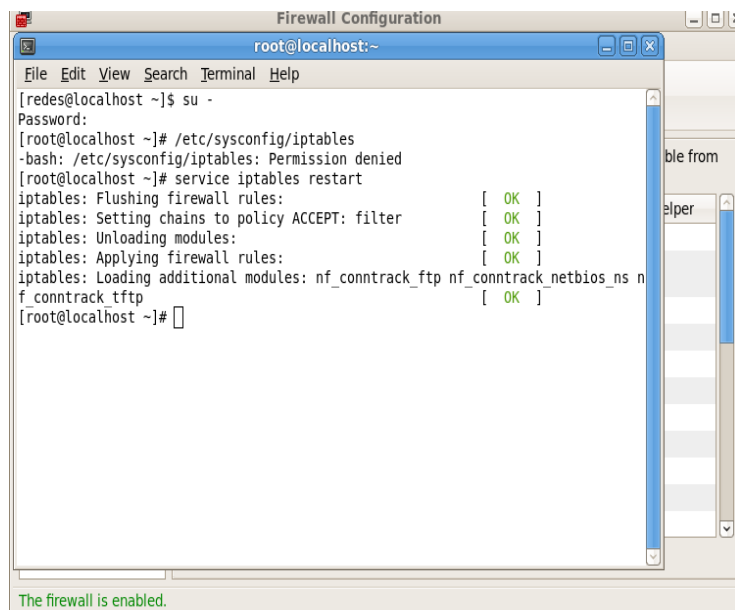 Firewall Configuration
root@localhost:~
File Edit View Search Terminal Help
[redes@localhost ~]$ su -
Password:
[root@localhost ~]# /etc/sysconfig/iptables
-bash: /etc/sysconfig/iptables: Permission denied
[root@localhost ~]# service iptables restart
iptables: Flushing firewall rules: [ OK ]
iptables: Setting chains to policy ACCEPT: filter [ OK ]
iptables: Unloading modules: [ OK ]
iptables: Applying firewall rules: [ OK ]
iptables: Loading additional modules: nf_conntrack_ftp nf_conntrack_netbios_ns n
f_conntrack_tftp [ OK ]
[root@localhost ~]#
ble from
elper
The firewall is enabled.